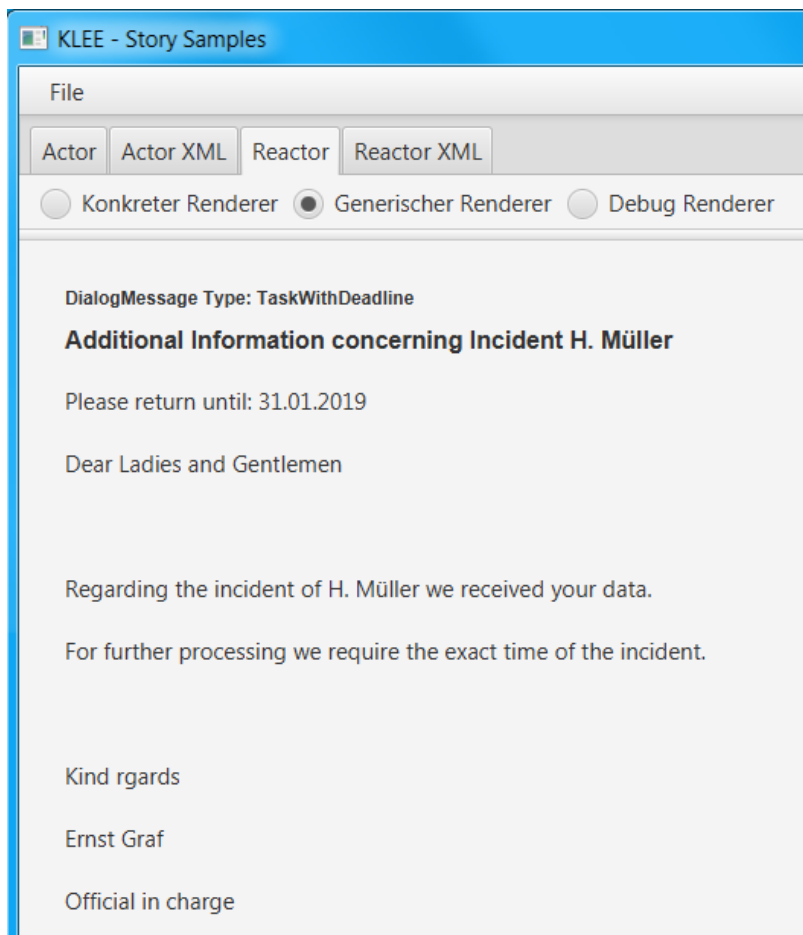 KLEE - Story Samples
File
Actor Actor XML Reactor Reactor XML
Konkreter Renderer Generischer Renderer Debug Renderer
DialogMessage Type: TaskWithDeadline
Additional Information concerning Incident H. Müller
Please return until: 31.01.2019
Dear Ladies and Gentlemen
Regarding the incident of H. Müller we received your data.
For further processing we require the exact time of the incident.
Kind rgards
Ernst Graf
Official in charge